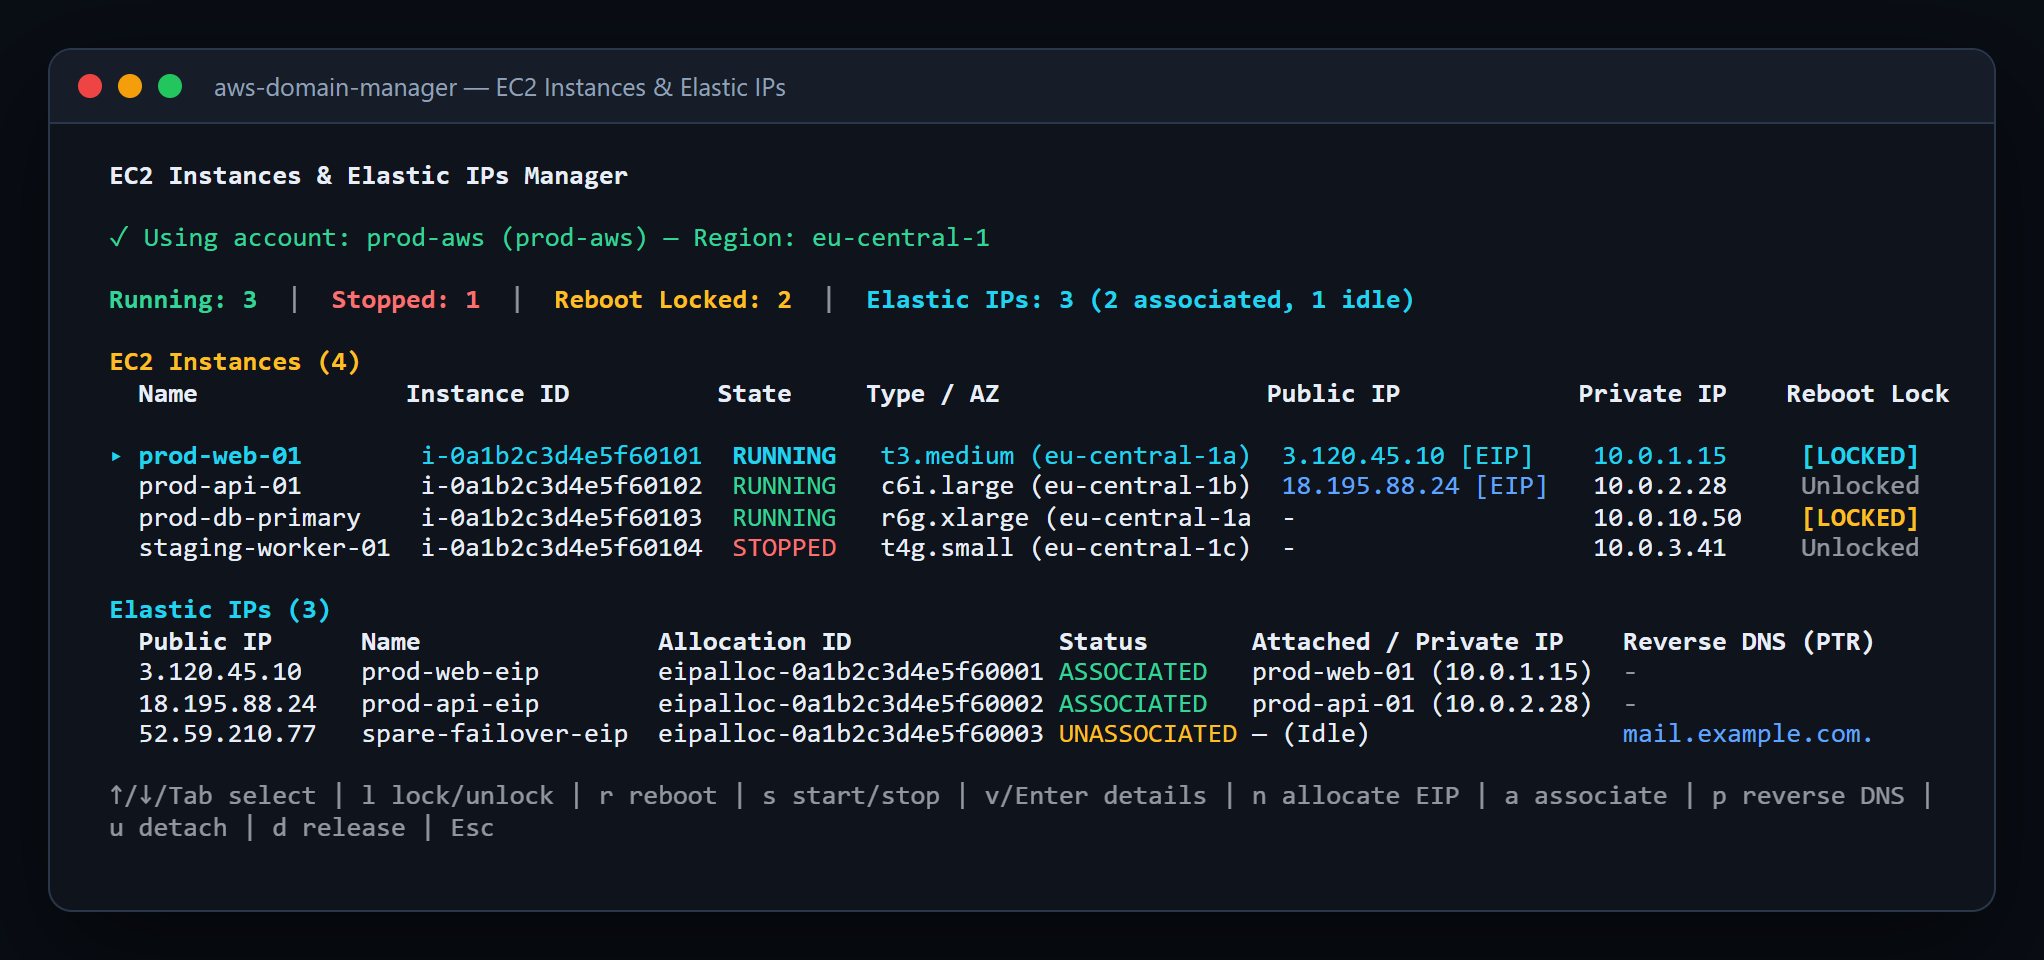 aws-domain-manager — EC2 Instances & Elastic IPs
EC2 Instances & Elastic IPs Manager
✓ Using account: prod-aws (prod-aws) — Region: eu-central-1
Running: 3 │ Stopped: 1 │ Reboot Locked: 2 │ Elastic IPs: 3 (2 associated, 1 idle)
EC2 Instances (4)
Name Instance ID State Type / AZ Public IP Private IP Reboot Lock
▸ prod-web-01 i-0a1b2c3d4e5f60101 RUNNING t3.medium (eu-central-1a) 3.120.45.10 [EIP] 10.0.1.15 [LOCKED]
prod-api-01 i-0a1b2c3d4e5f60102 RUNNING c6i.large (eu-central-1b) 18.195.88.24 [EIP] 10.0.2.28 Unlocked
prod-db-primary i-0a1b2c3d4e5f60103 RUNNING r6g.xlarge (eu-central-1a - 10.0.10.50 [LOCKED]
staging-worker-01 i-0a1b2c3d4e5f60104 STOPPED t4g.small (eu-central-1c) - 10.0.3.41 Unlocked
Elastic IPs (3)
Public IP Name Allocation ID Status Attached / Private IP Reverse DNS (PTR)
3.120.45.10 prod-web-eip eipalloc-0a1b2c3d4e5f60001 ASSOCIATED prod-web-01 (10.0.1.15) -
18.195.88.24 prod-api-eip eipalloc-0a1b2c3d4e5f60002 ASSOCIATED prod-api-01 (10.0.2.28) -
52.59.210.77 spare-failover-eip eipalloc-0a1b2c3d4e5f60003 UNASSOCIATED — (Idle) mail.example.com.
↑/↓/Tab select │ l lock/unlock │ r reboot │ s start/stop │ v/Enter details │ n allocate EIP │ a associate │ p reverse DNS │
u detach │ d release │ Esc